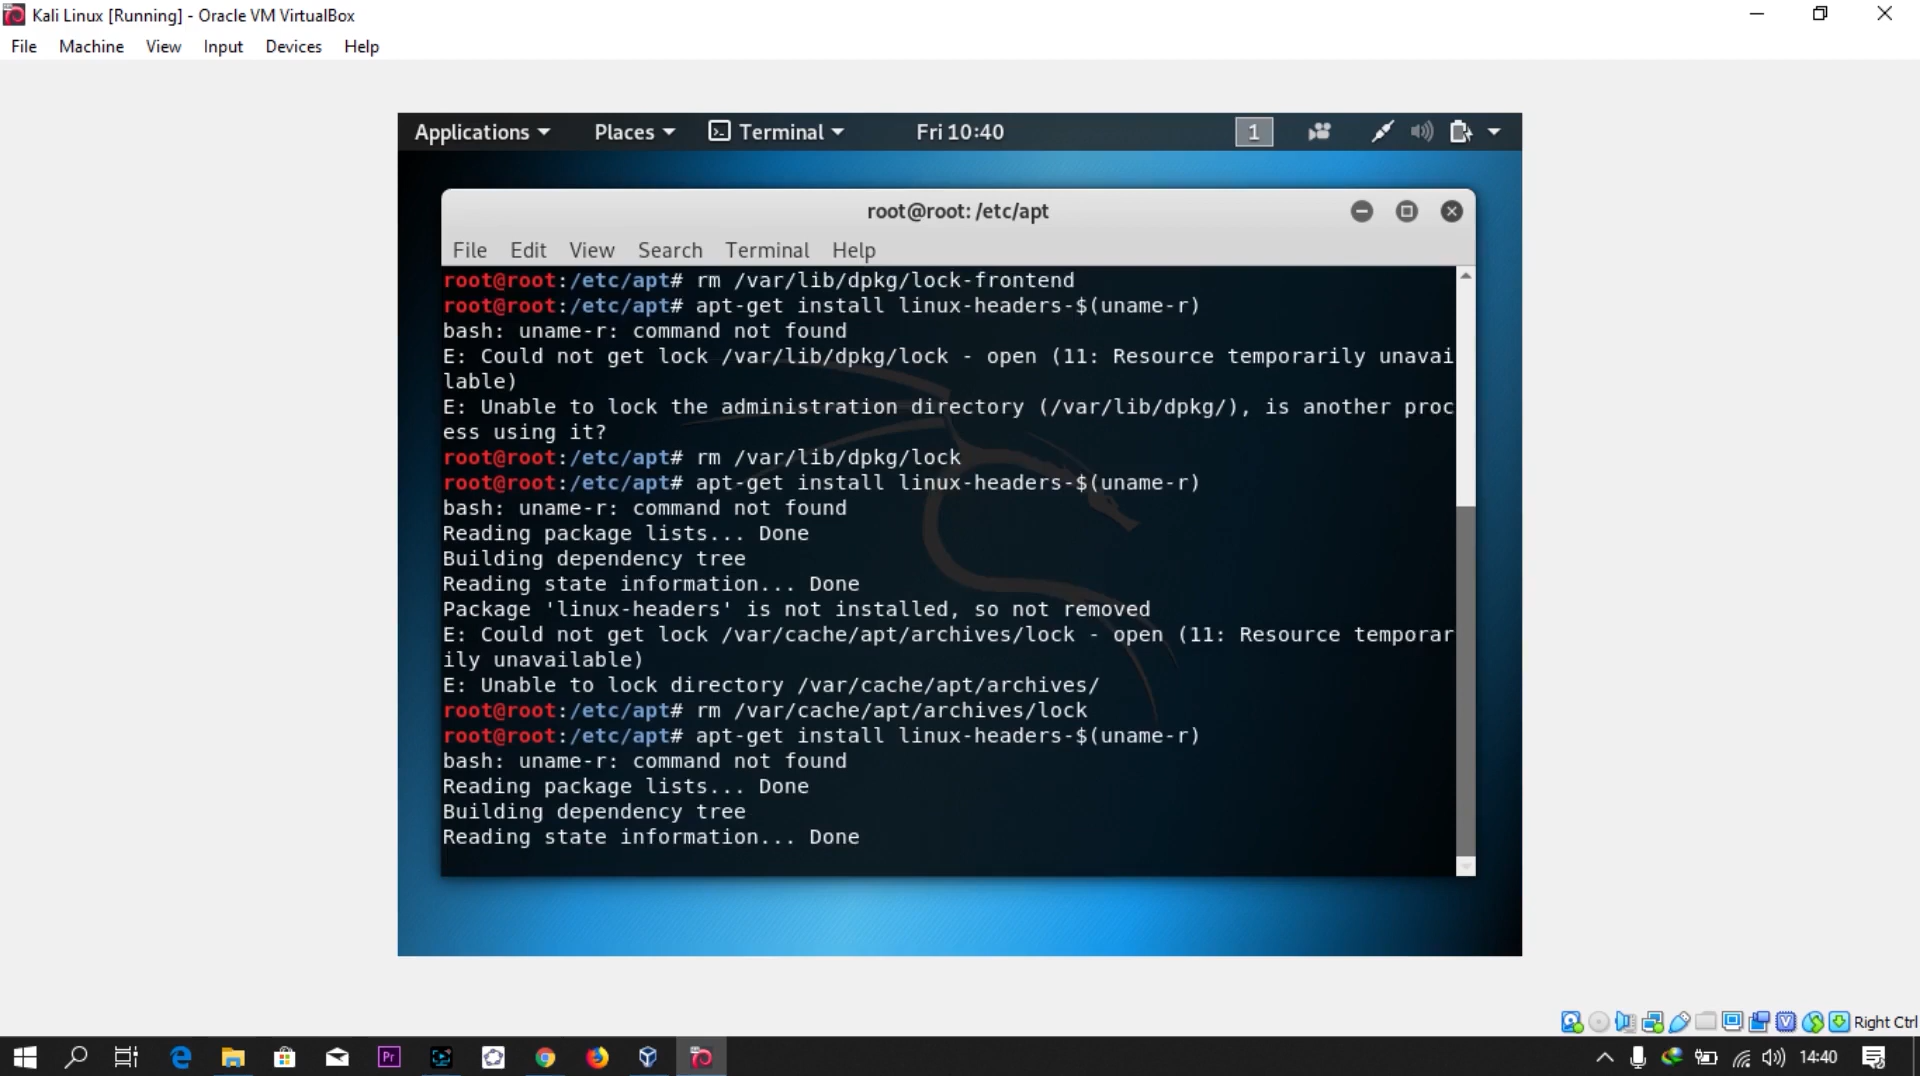 Kali Linux [Running] - Oracle VM VirtualBox
File Machine View Input Devices Help
Applications Places Terminal Fri 10:40 1
root@root: /etc/apt
File Edit View Search Terminal Help
root@root:/etc/apt# rm /var/lib/dpkg/lock-frontend
root@root:/etc/apt# apt-get install linux-headers-$(uname-r)
bash: uname-r: command not found
E: Could not get lock /var/lib/dpkg/lock - open (11: Resource temporarily unavai
lable)
E: Unable to lock the administration directory (/var/lib/dpkg/), is another proc
ess using it?
root@root:/etc/apt# rm /var/lib/dpkg/lock
root@root:/etc/apt# apt-get install linux-headers-$(uname-r)
bash: uname-r: command not found
Reading package lists... Done
Building dependency tree
Reading state information... Done
Package 'linux-headers' is not installed, so not removed
E: Could not get lock /var/cache/apt/archives/lock - open (11: Resource temporar
ily unavailable)
E: Unable to lock directory /var/cache/apt/archives/
root@root:/etc/apt# rm /var/cache/apt/archives/lock
root@root:/etc/apt# apt-get install linux-headers-$(uname-r)
bash: uname-r: command not found
Reading package lists... Done
Building dependency tree
Reading state information... Done
Right Ctrl
Pr
14:40